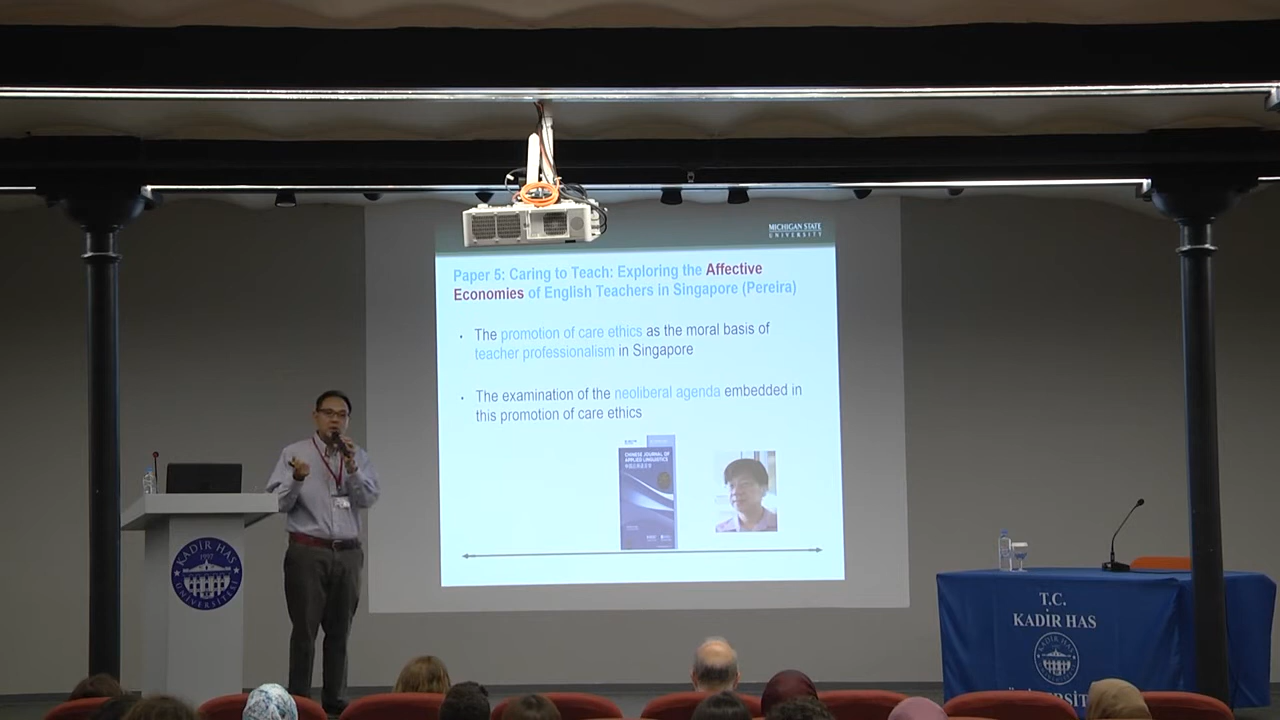 MICHIGAN STATE
UNIVERSITY
Paper 5: Caring to Teach: Exploring the Affective
Economies of English Teachers in Singapore (Pereira)
• The promotion of care ethics as the moral basis of
teacher professionalism in Singapore
• The examination of the neoliberal agenda embedded in
this promotion of care ethics
CHINESE JOURNAL OF
APPLIED LINGUISTICS
KADİR HAS
1997
ÜNİVERSİTESİ
T.C.
KADİR HAS